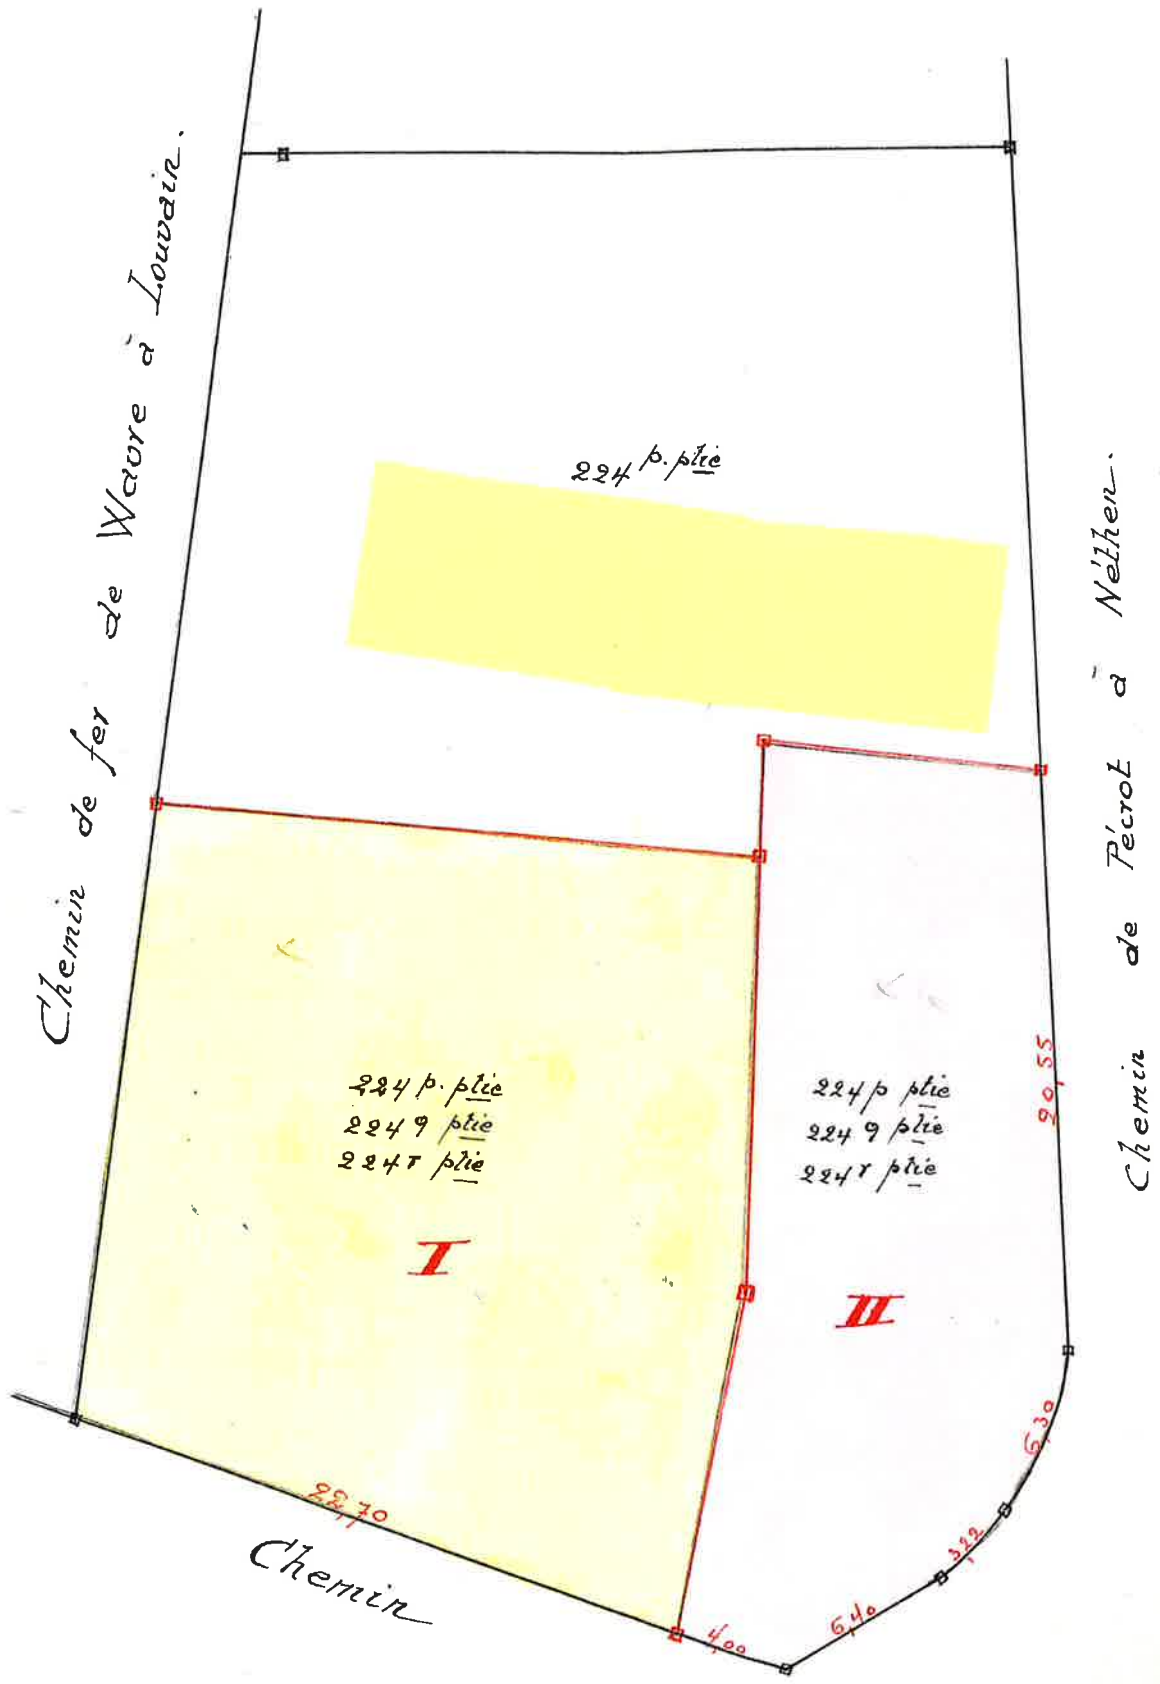 Chemin de fer de Wavre à Louvain.
224 p. ptie
Chemin de Pécrot à Néthen.
224 p. ptie
224 q ptie
224 r ptie
I
224 p ptie
224 q ptie
224 r ptie
II
20,55
5,30
3,22
6,40
4,00
22,70
Chemin